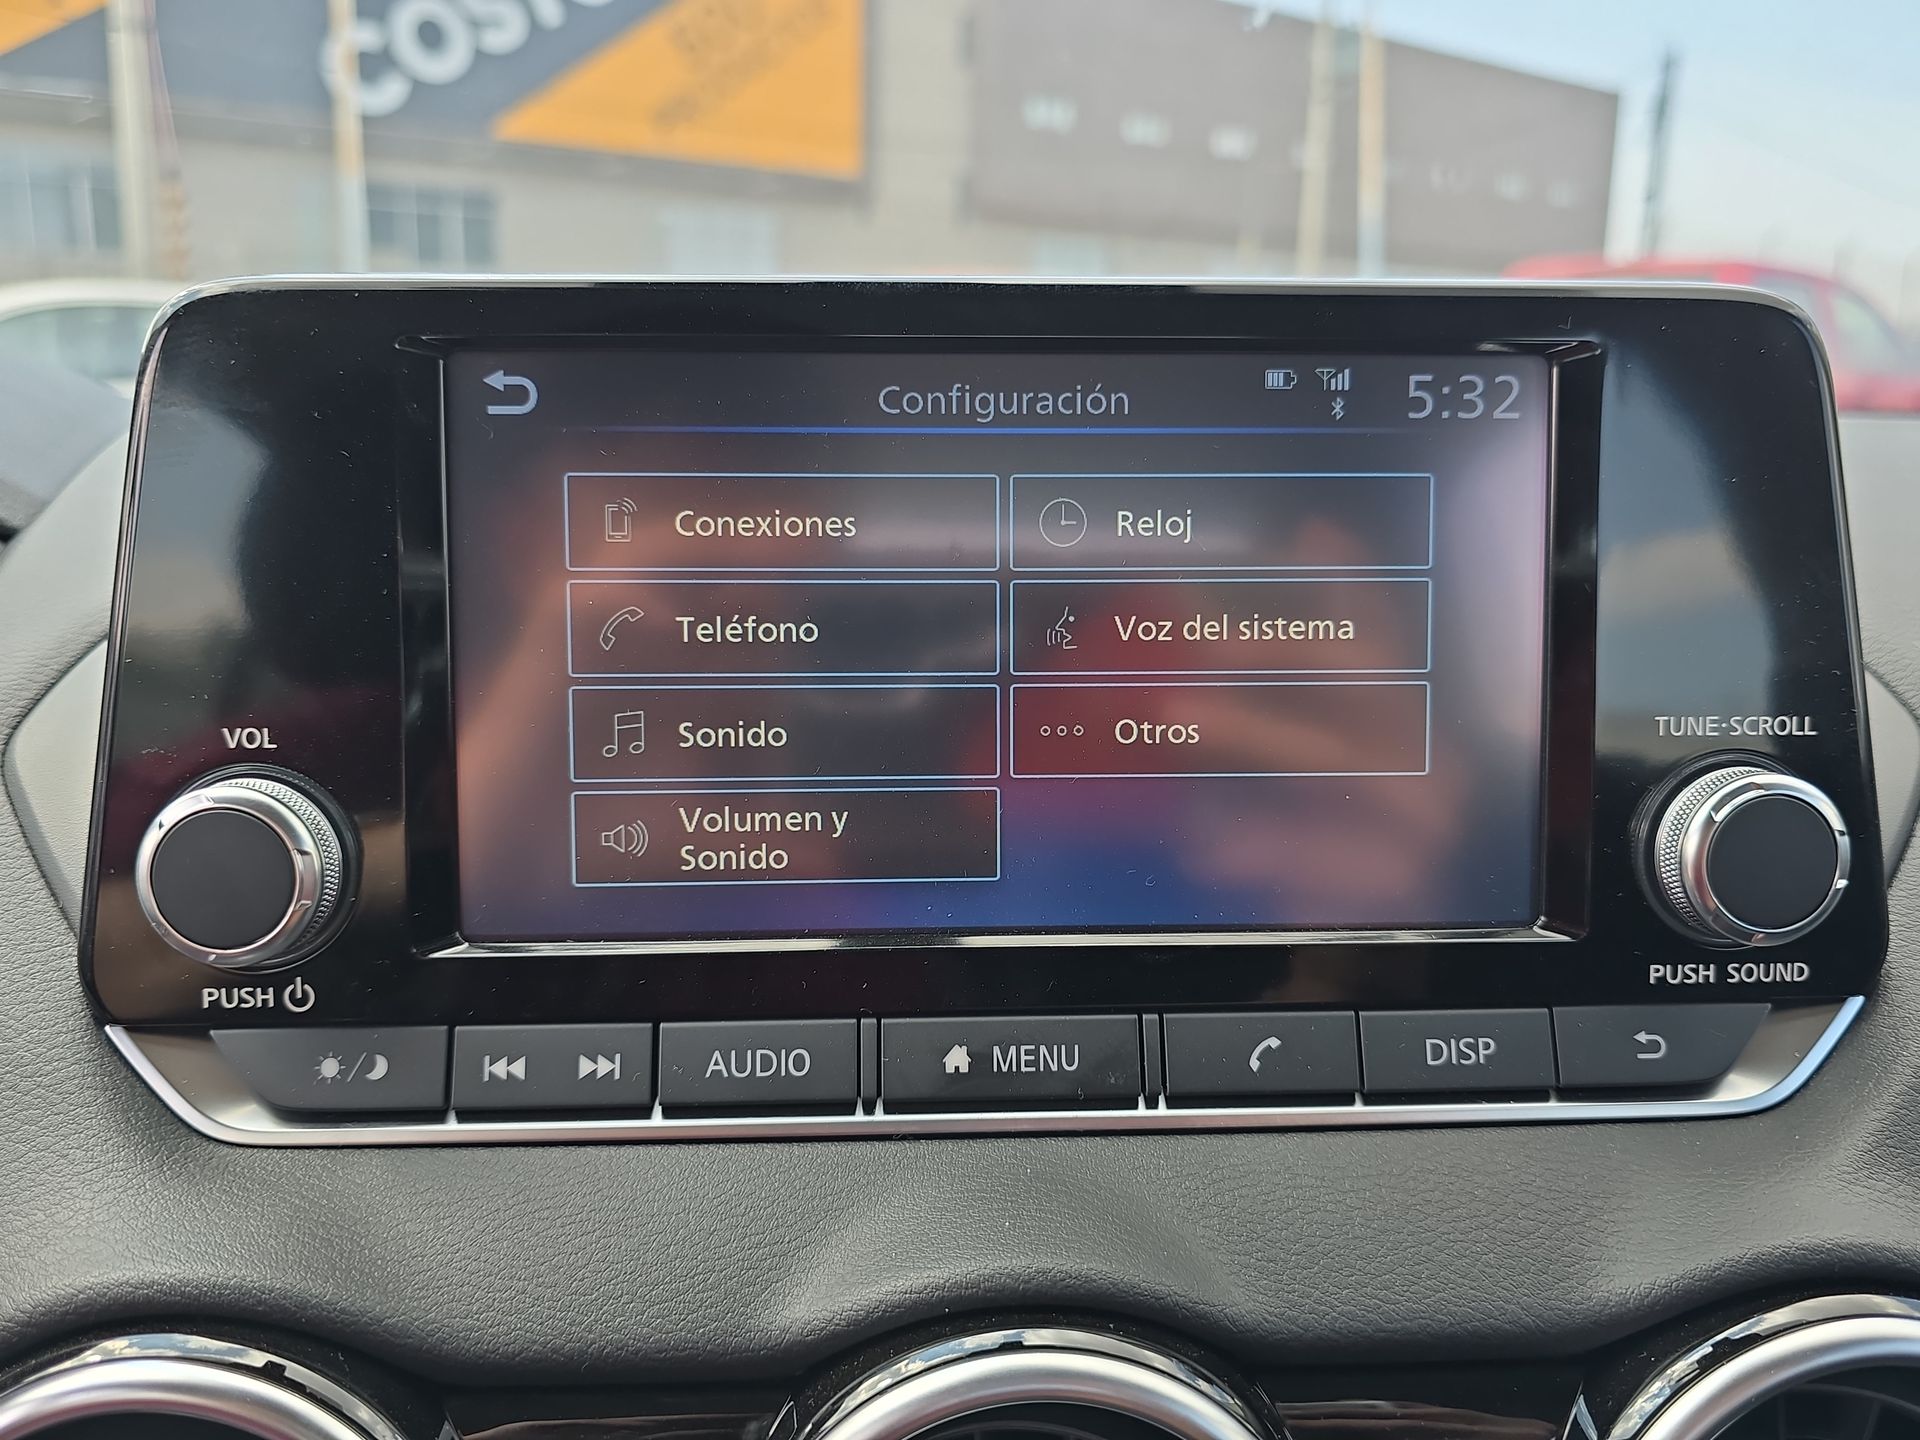 Configuración
5:32
Conexiones
Reloj
Teléfono
Voz del sistema
Sonido
Otros
Volumen y
Sonido
VOL
TUNE·SCROLL
PUSH
PUSH SOUND
AUDIO
MENU
DISP